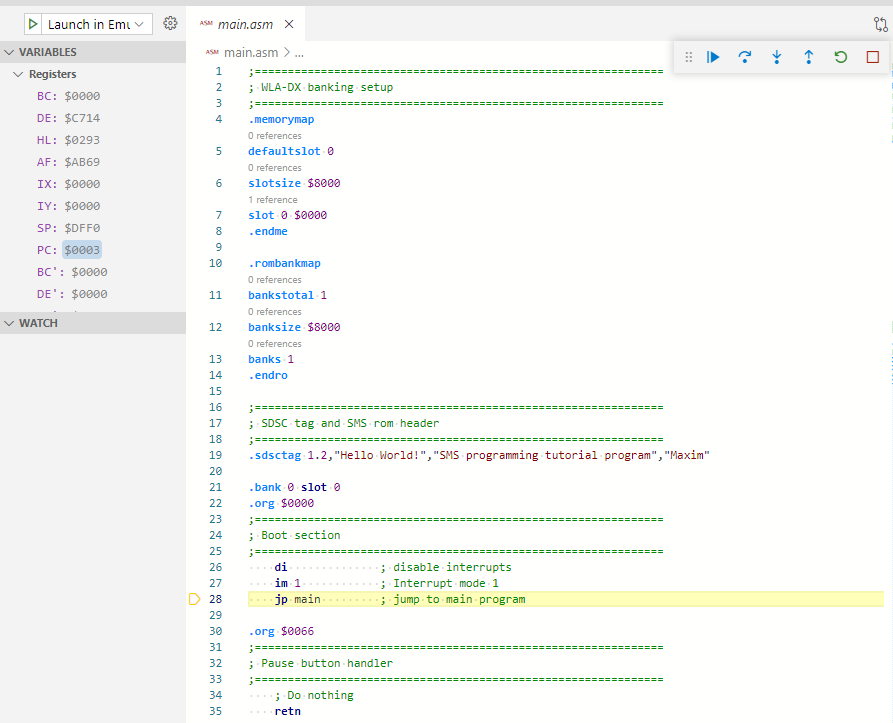 Launch in Emu
ASM main.asm
VARIABLES
Registers
BC: $0000
DE: $C714
HL: $0293
AF: $AB69
IX: $0000
IY: $0000
SP: $DFF0
PC: $0003
BC': $0000
DE': $0000
WATCH
ASM main.asm > ...
1 ;==============================================================
2 ; WLA-DX banking setup
3 ;==============================================================
4 .memorymap
0 references
5 defaultslot 0
0 references
6 slotsize $8000
1 reference
7 slot 0 $0000
8 .endme
9
10 .rombankmap
0 references
11 bankstotal 1
0 references
12 banksize $8000
0 references
13 banks 1
14 .endro
15
16 ;==============================================================
17 ; SDSC tag and SMS rom header
18 ;==============================================================
19 .sdsctag 1.2,"Hello World!","SMS programming tutorial program","Maxim"
20
21 .bank 0 slot 0
22 .org $0000
23 ;==============================================================
24 ; Boot section
25 ;==============================================================
26 di ; disable interrupts
27 im 1 ; Interrupt mode 1
28 jp main ; jump to main program
29
30 .org $0066
31 ;==============================================================
32 ; Pause button handler
33 ;==============================================================
34 ; Do nothing
35 retn